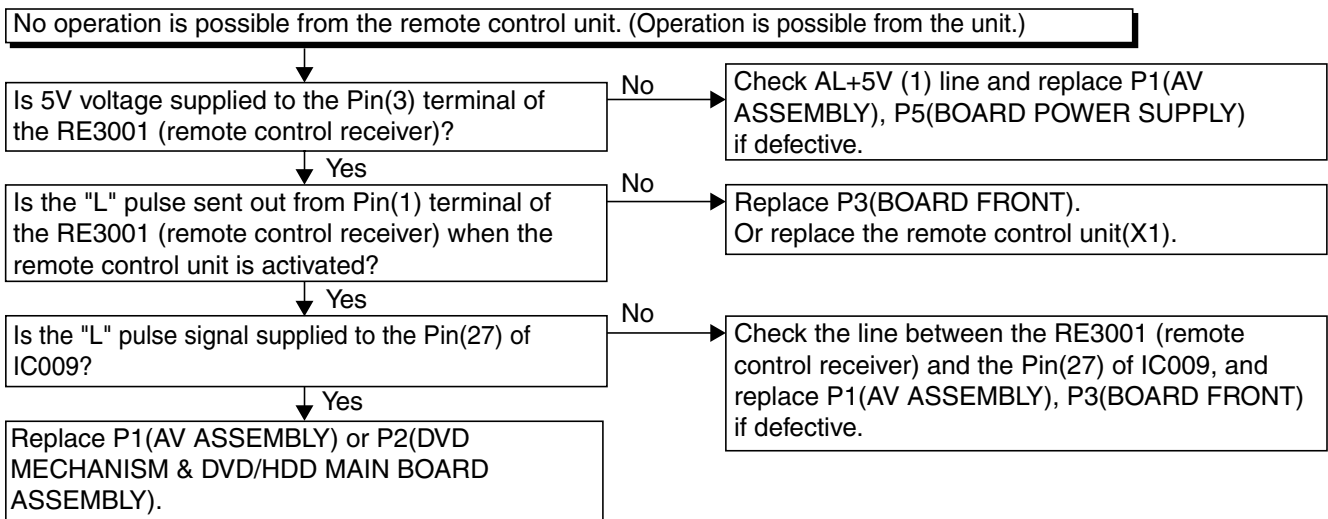 No operation is possible from the remote control unit. (Operation is possible from the unit.)
Is 5V voltage supplied to the Pin(3) terminal of
the RE3001 (remote control receiver)?
No
Check AL+5V (1) line and replace P1(AV
ASSEMBLY), P5(BOARD POWER SUPPLY)
if defective.
Yes
Is the "L" pulse sent out from Pin(1) terminal of
the RE3001 (remote control receiver) when the
remote control unit is activated?
No
Replace P3(BOARD FRONT).
Or replace the remote control unit(X1).
Yes
Is the "L" pulse signal supplied to the Pin(27) of
IC009?
No
Check the line between the RE3001 (remote
control receiver) and the Pin(27) of IC009, and
replace P1(AV ASSEMBLY), P3(BOARD FRONT)
if defective.
Yes
Replace P1(AV ASSEMBLY) or P2(DVD
MECHANISM & DVD/HDD MAIN BOARD
ASSEMBLY).